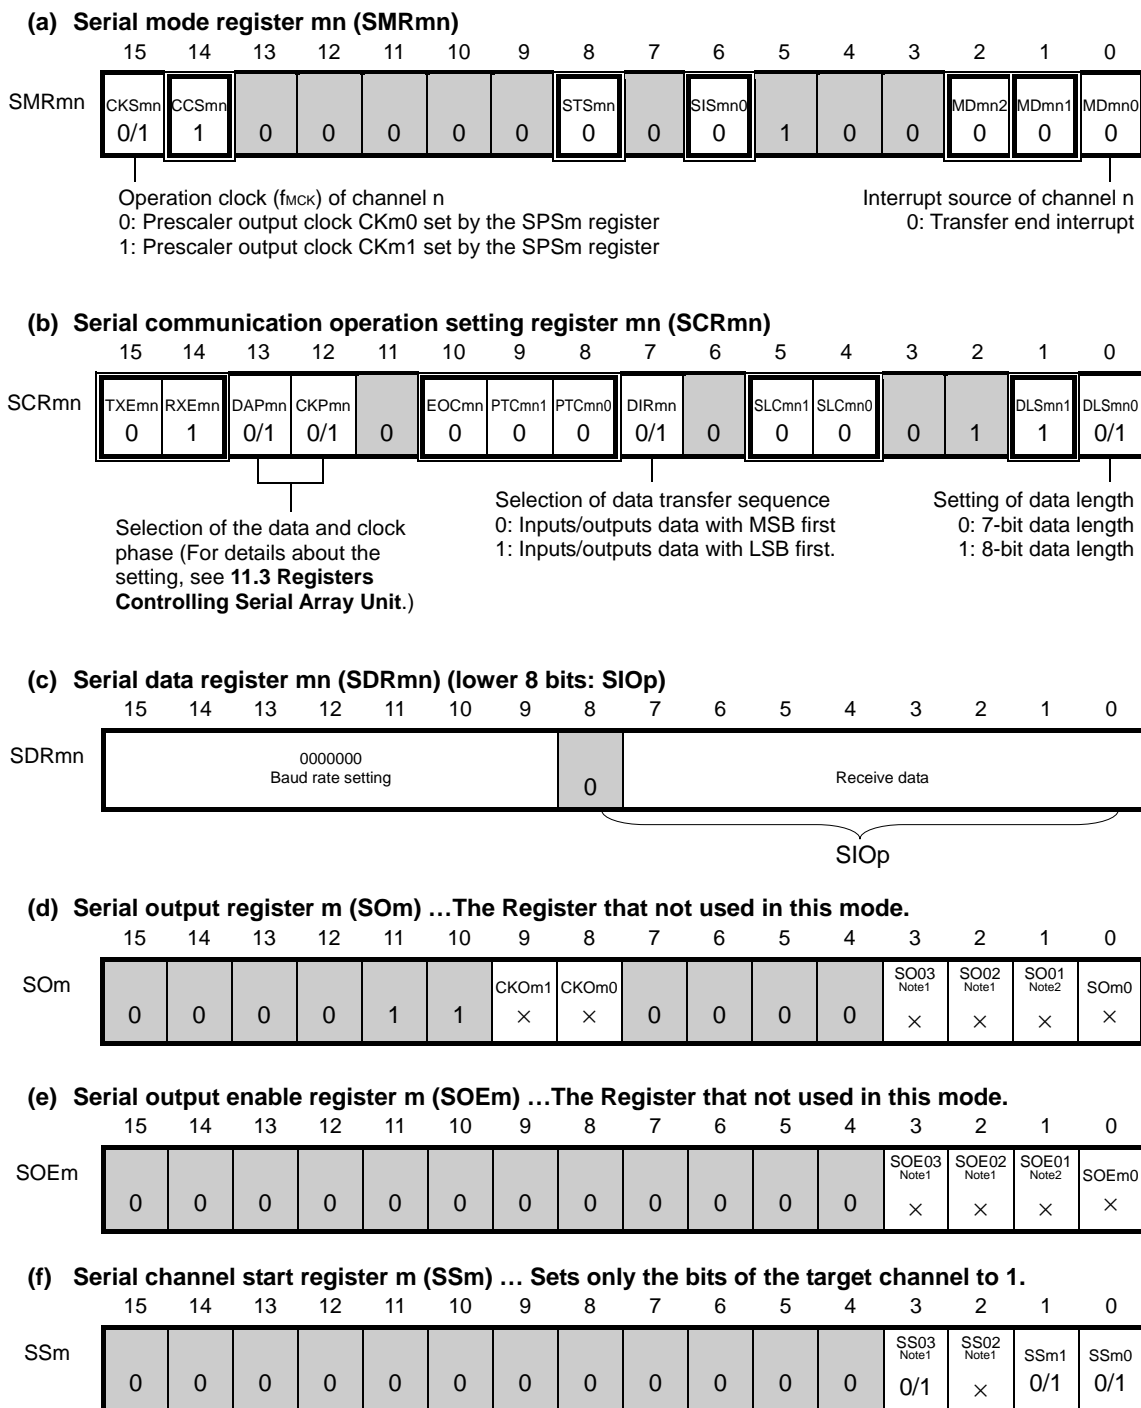 (a) Serial mode register mn (SMRmn)
15 14 13 12 11 10 9 8 7 6 5 4 3 2 1 0
SMRmn CKSmn CCSmn STSmn SISmn0 MDmn2 MDmn1 MDmn0
0/1 1 0 0 0 0 0 0 0 0 1 0 0 0 0 0
Operation clock (fMCK) of channel n
0: Prescaler output clock CKm0 set by the SPSm register
1: Prescaler output clock CKm1 set by the SPSm register
Interrupt source of channel n
0: Transfer end interrupt
(b) Serial communication operation setting register mn (SCRmn)
15 14 13 12 11 10 9 8 7 6 5 4 3 2 1 0
SCRmn TXEmn RXEmn DAPmn CKPmn EOCmn PTCmn1 PTCmn0 DIRmn SLCmn1 SLCmn0 DLSmn1 DLSmn0
0 1 0/1 0/1 0 0 0 0 0/1 0 0 0 0 1 1 0/1
Selection of the data and clock
phase (For details about the
setting, see 11.3 Registers
Controlling Serial Array Unit.)
Selection of data transfer sequence
0: Inputs/outputs data with MSB first
1: Inputs/outputs data with LSB first.
Setting of data length
0: 7-bit data length
1: 8-bit data length
(c) Serial data register mn (SDRmn) (lower 8 bits: SIOp)
15 14 13 12 11 10 9 8 7 6 5 4 3 2 1 0
SDRmn
0000000
Baud rate setting
0
Receive data
SIOp
(d) Serial output register m (SOm) …The Register that not used in this mode.
15 14 13 12 11 10 9 8 7 6 5 4 3 2 1 0
SOm CKOm1 CKOm0 SO03 SO02 SO01 SOm0
Note1 Note1 Note2
0 0 0 0 1 1 × × 0 0 0 0 × × × ×
(e) Serial output enable register m (SOEm) …The Register that not used in this mode.
15 14 13 12 11 10 9 8 7 6 5 4 3 2 1 0
SOEm SOE03 SOE02 SOE01 SOEm0
Note1 Note1 Note2
0 0 0 0 0 0 0 0 0 0 0 0 × × × ×
(f) Serial channel start register m (SSm) … Sets only the bits of the target channel to 1.
15 14 13 12 11 10 9 8 7 6 5 4 3 2 1 0
SSm SS03 SS02 SSm1 SSm0
Note1 Note1
0 0 0 0 0 0 0 0 0 0 0 0 0/1 × 0/1 0/1